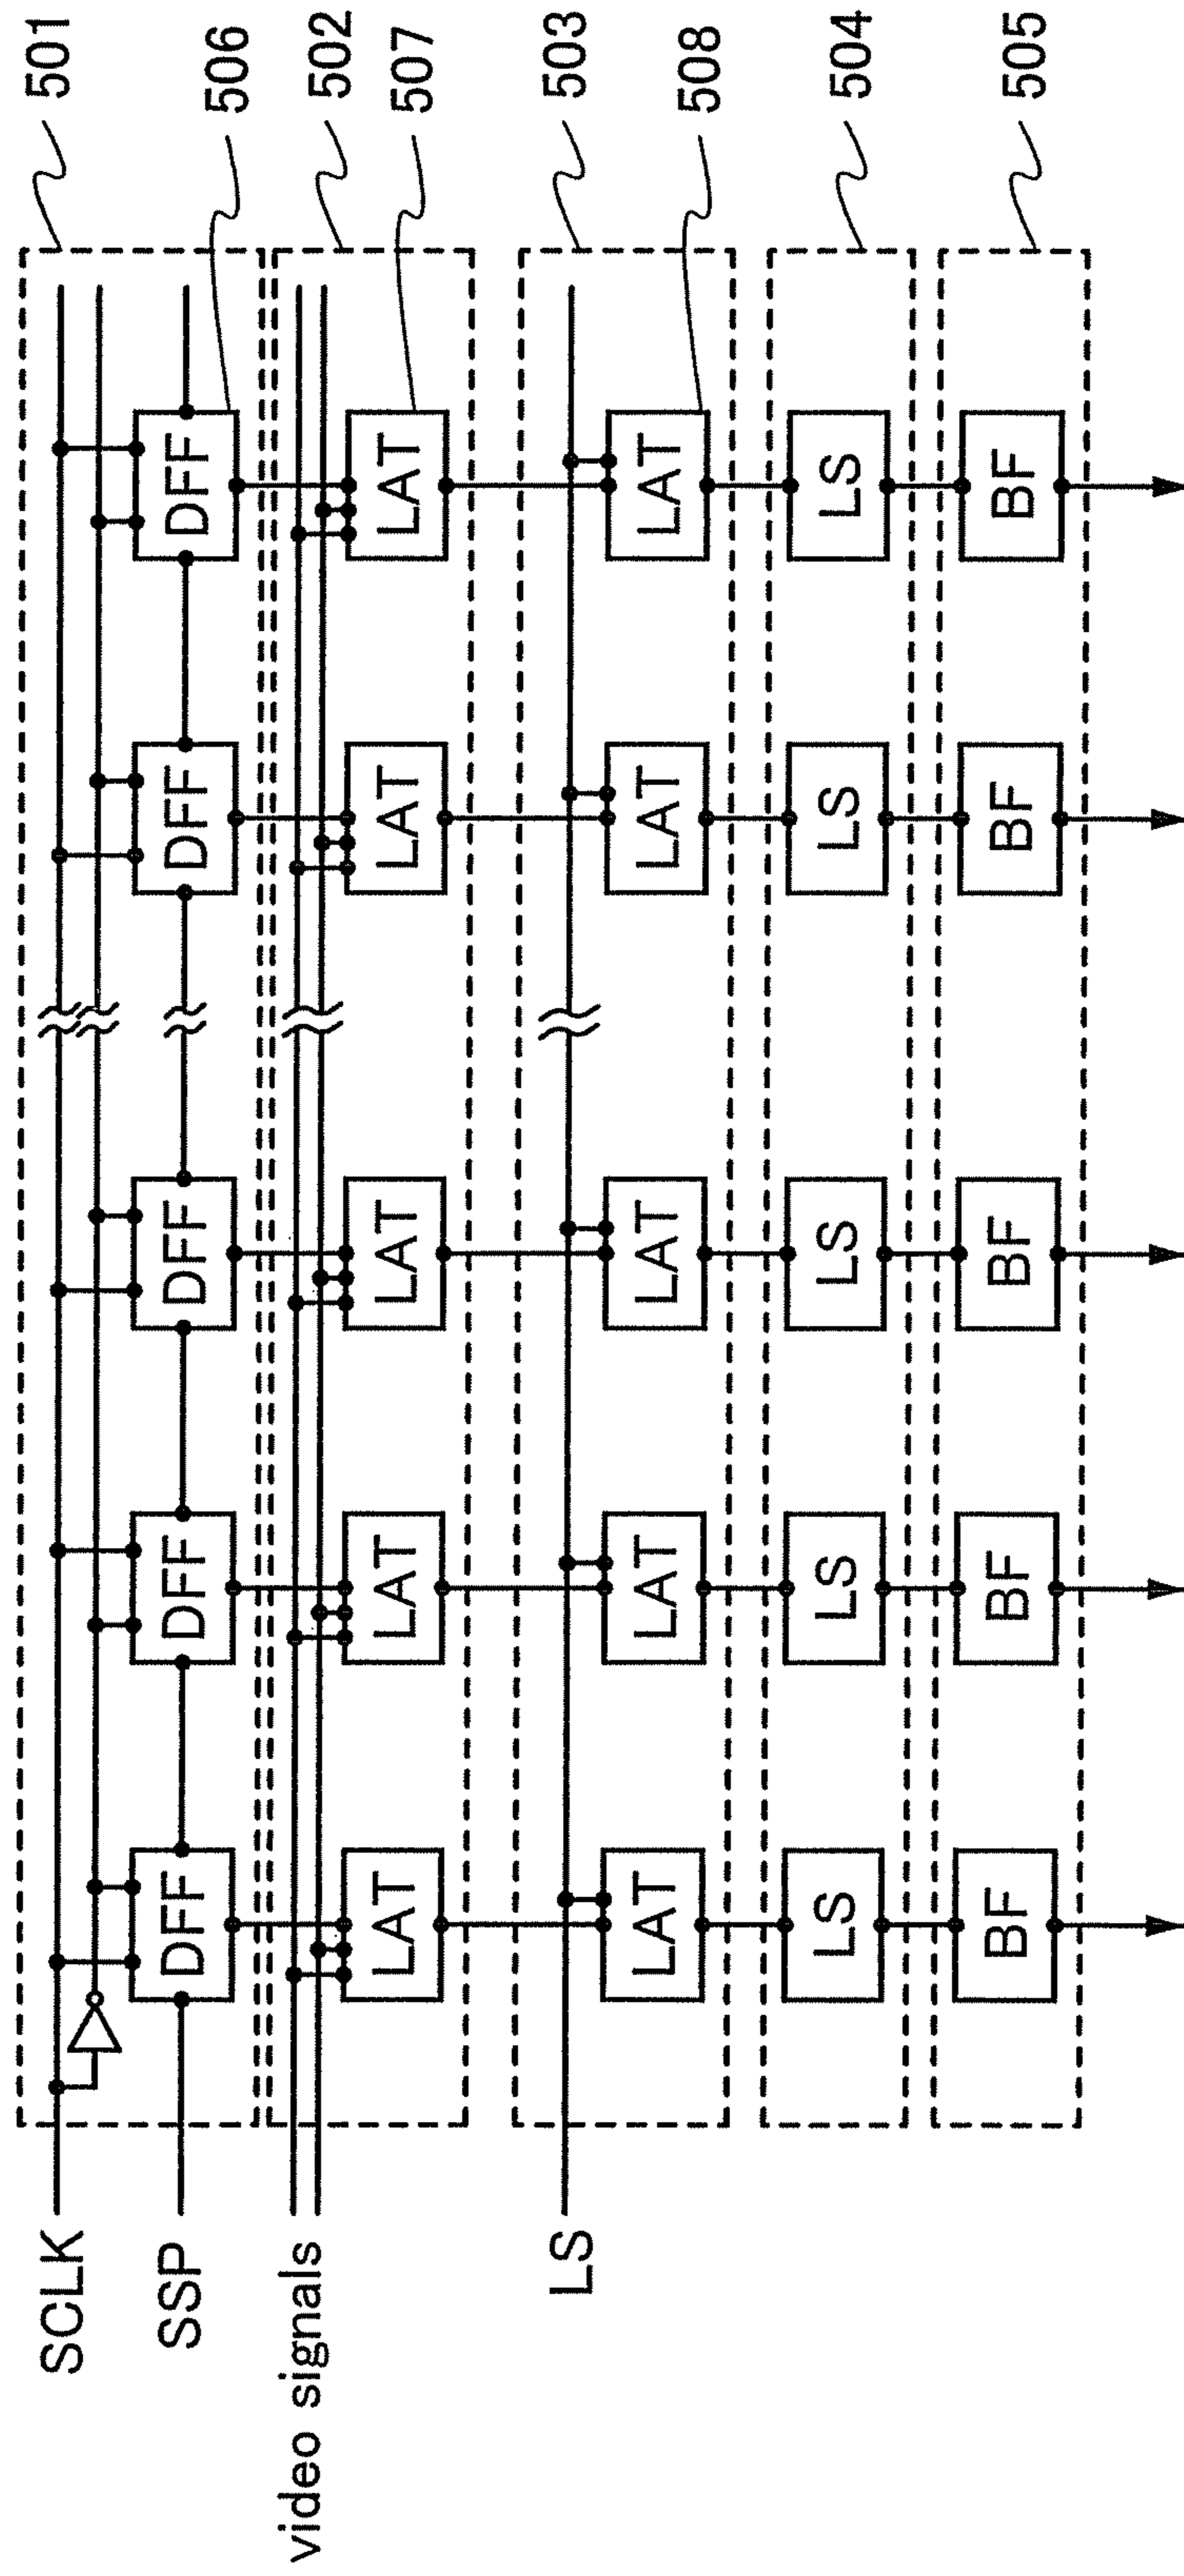 SCLK
SSP
video signals
LS
DFF DFF DFF DFF DFF
LAT LAT LAT LAT LAT
LAT LAT LAT LAT LAT
LS LS LS LS LS
BF BF BF BF BF
501
506
502
507
503
508
504
505